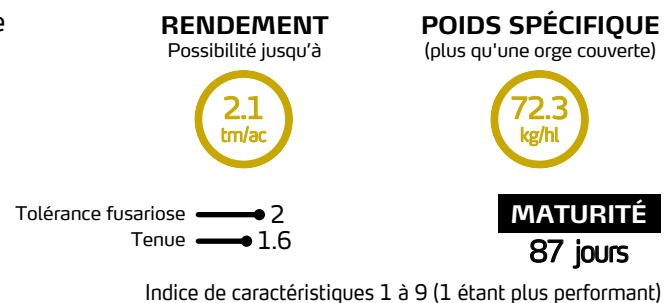 e
RENDEMENT
Possibilité jusqu'à
2.1
tm/ac
POIDS SPÉCIFIQUE
(plus qu'une orge couverte)
72.3
kg/hl
Tolérance fusariose 2
Tenue 1.6
MATURITÉ
87 jours
Indice de caractéristiques 1 à 9 (1 étant plus performant)